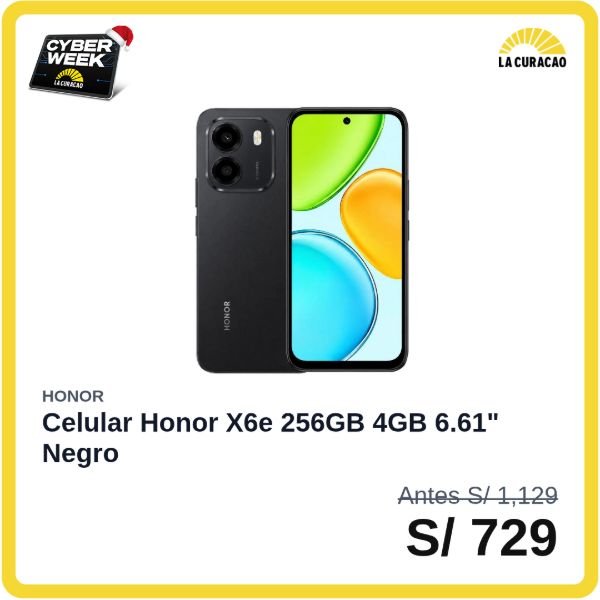 CYBER
WEEK
LA CURACAO
LA CURACAO
HONOR
HONOR
Celular Honor X6e 256GB 4GB 6.61"
Negro
Antes S/ 1,129
S/ 729